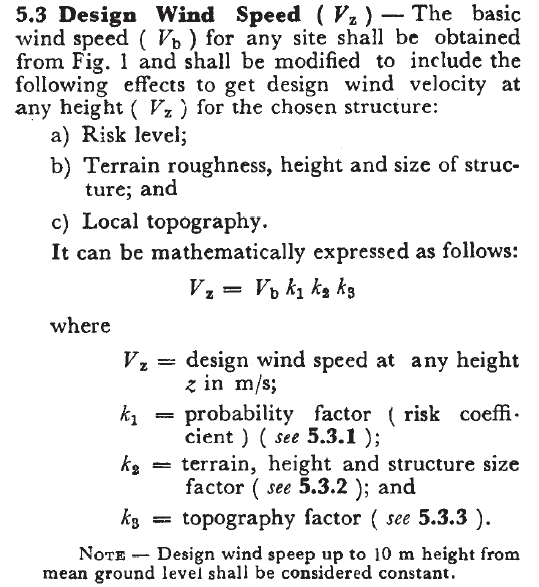 5.3 Design Wind Speed ( Vz ) — The basic
wind speed ( Vb ) for any site shall be obtained
from Fig. 1 and shall be modified to include the
following effects to get design wind velocity at
any height ( Vz ) for the chosen structure:
a) Risk level;
b) Terrain roughness, height and size of struc-
ture; and
c) Local topography.
It can be mathematically expressed as follows:
Vz = Vb k1 k2 k3
where
Vz = design wind speed at any height
z in m/s;
k1 = probability factor ( risk coeffi-
cient ) ( see 5.3.1 );
k2 = terrain, height and structure size
factor ( see 5.3.2 ); and
k3 = topography factor ( see 5.3.3 ).
NOTE — Design wind speep up to 10 m height from
mean ground level shall be considered constant.